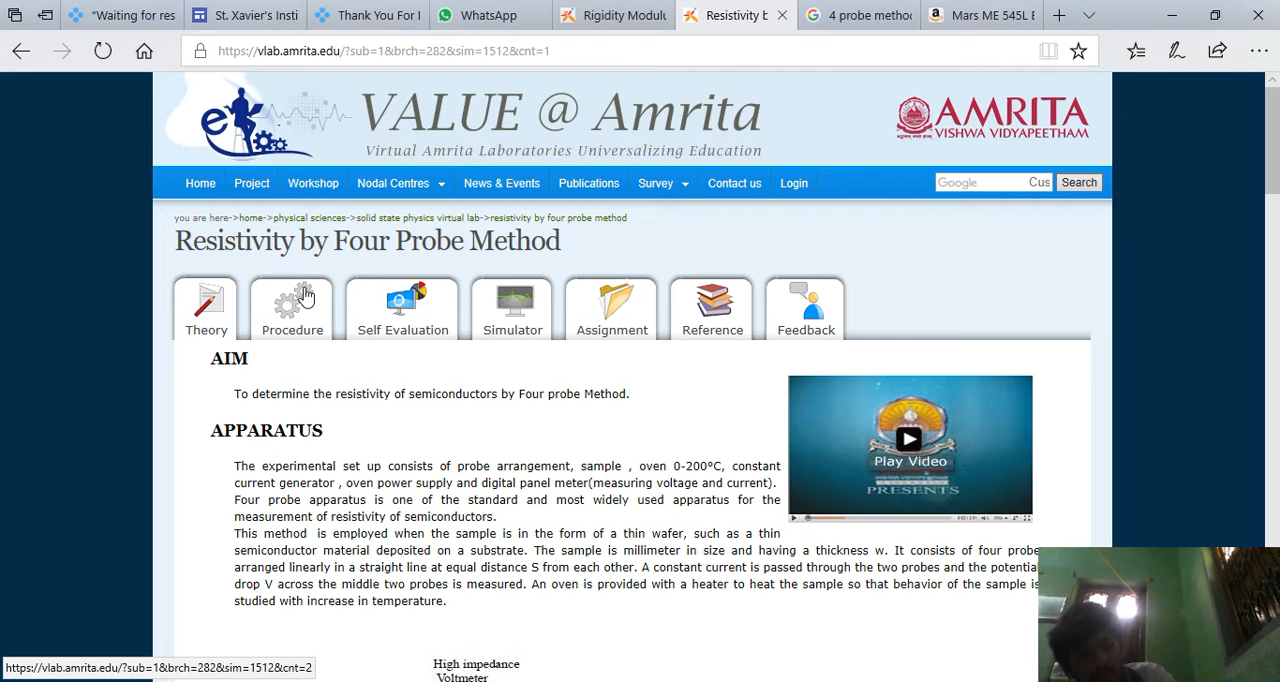 "Waiting for res
St. Xavier's Insti
Thank You For I
WhatsApp
Rigidity Modulu
Resistivity b
4 probe method
Mars ME 545L E
https://vlab.amrita.edu/?sub=1&brch=282&sim=1512&cnt=1
VALUE @ Amrita
Virtual Amrita Laboratories Universalizing Education
AMRITA
VISHWA VIDYAPEETHAM
Home Project Workshop Nodal Centres News & Events Publications Survey Contact us Login
Google Cus Search
you are here->home->physical sciences->solid state physics virtual lab->resistivity by four probe method
Resistivity by Four Probe Method
Theory Procedure Self Evaluation Simulator Assignment Reference Feedback
AIM
To determine the resistivity of semiconductors by Four probe Method.
APPARATUS
The experimental set up consists of probe arrangement, sample , oven 0-200°C, constant
current generator , oven power supply and digital panel meter(measuring voltage and current).
Four probe apparatus is one of the standard and most widely used apparatus for the
measurement of resistivity of semiconductors.
This method is employed when the sample is in the form of a thin wafer, such as a thin
semiconductor material deposited on a substrate. The sample is millimeter in size and having a thickness w. It consists of four probe
arranged linearly in a straight line at equal distance S from each other. A constant current is passed through the two probes and the potential
drop V across the middle two probes is measured. An oven is provided with a heater to heat the sample so that behavior of the sample is
studied with increase in temperature.
Play Video
PRESENTS
High impedance
Voltmeter
https://vlab.amrita.edu/?sub=1&brch=282&sim=1512&cnt=2